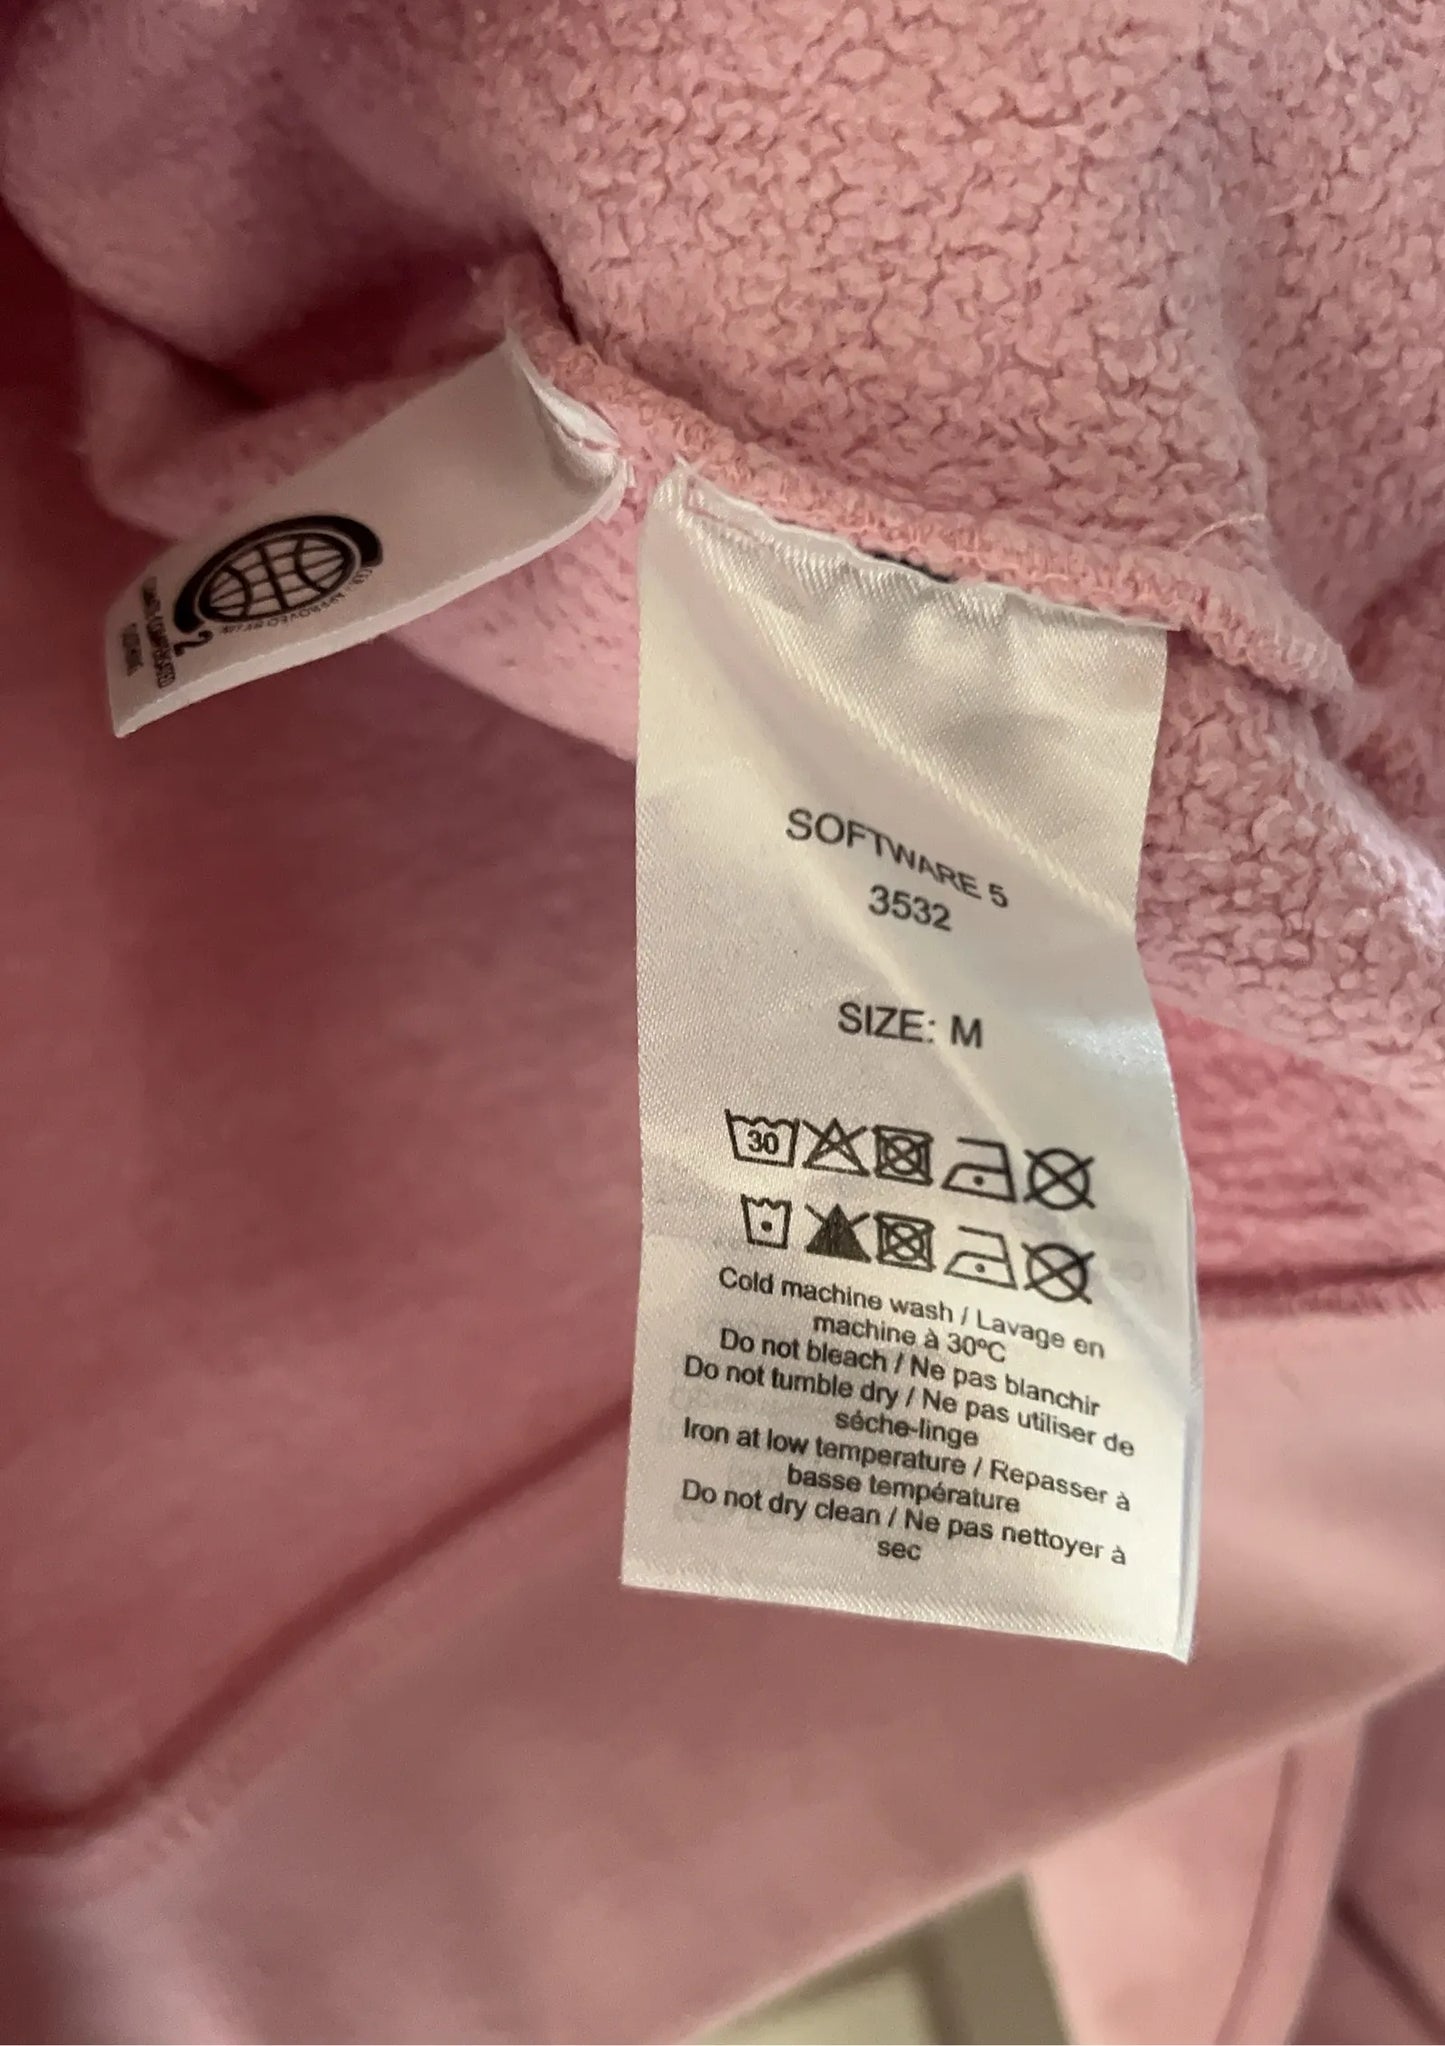 SOFTWARE 5
3532
SIZE: M
30
Cold machine wash / Lavage en
machine à 30ºC
Do not bleach / Ne pas blanchir
Do not tumble dry / Ne pas utiliser de
séche-linge
Iron at low temperature / Repasser à
basse température
Do not dry clean / Ne pas nettoyer à
sec
2